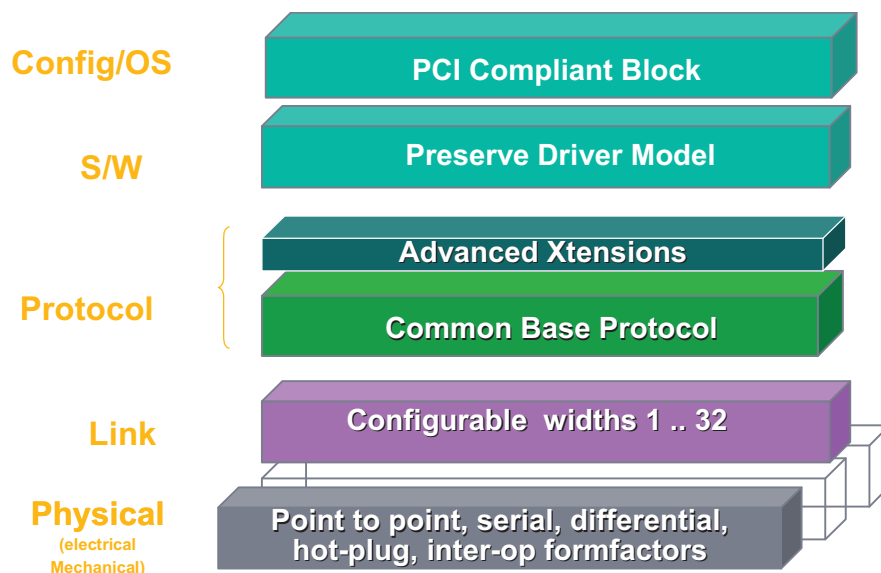 Config/OS
PCI Compliant Block
S/W
Preserve Driver Model
Advanced Xtensions
Protocol
Common Base Protocol
Link
Configurable widths 1 .. 32
Physical
(electrical
Mechanical)
Point to point, serial, differential,
hot-plug, inter-op formfactors